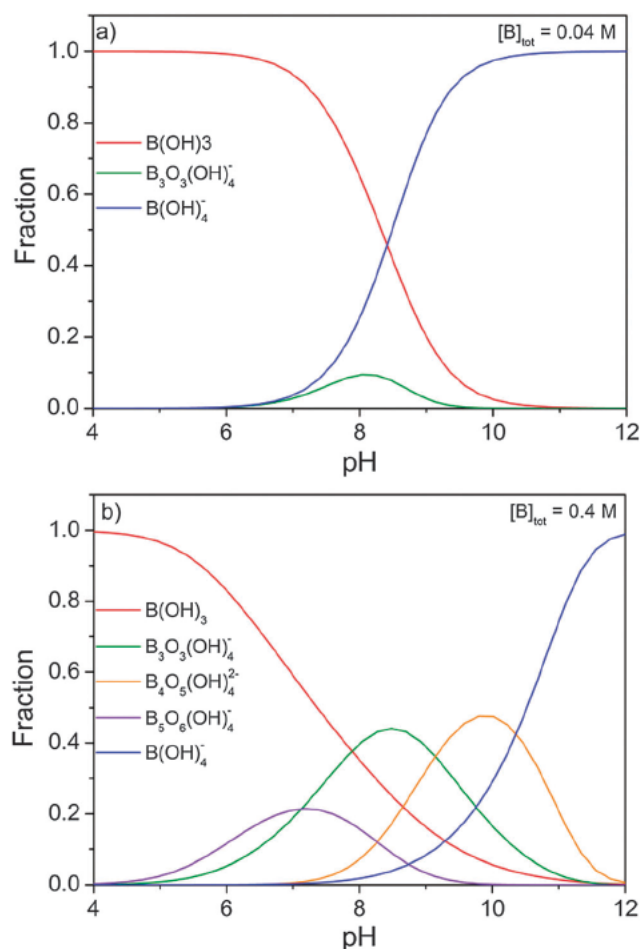 a)
[B]tot = 0.04 M
1.0
0.8
B(OH)3
B3O3(OH)4-
B(OH)4-
0.6
0.4
0.2
0.0
Fraction
4 6 8 10 12
pH
b)
[B]tot = 0.4 M
1.0
0.8
B(OH)3
B3O3(OH)4-
B4O5(OH)4 2-
B5O6(OH)4-
B(OH)4-
0.6
0.4
0.2
0.0
Fraction
4 6 8 10 12
pH